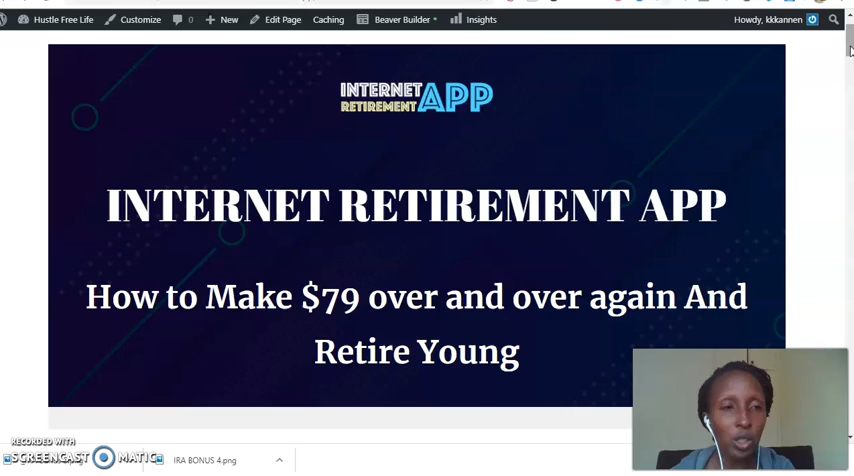 Hustle Free Life Customize 0 New Edit Page Caching Beaver Builder Insights Howdy, kkkannen
INTERNET
RETIREMENT APP
INTERNET RETIREMENT APP
How to Make $79 over and over again And
Retire Young
RECORDED WITH
SCREENCAST MATIC
IRA BONUS 4.png